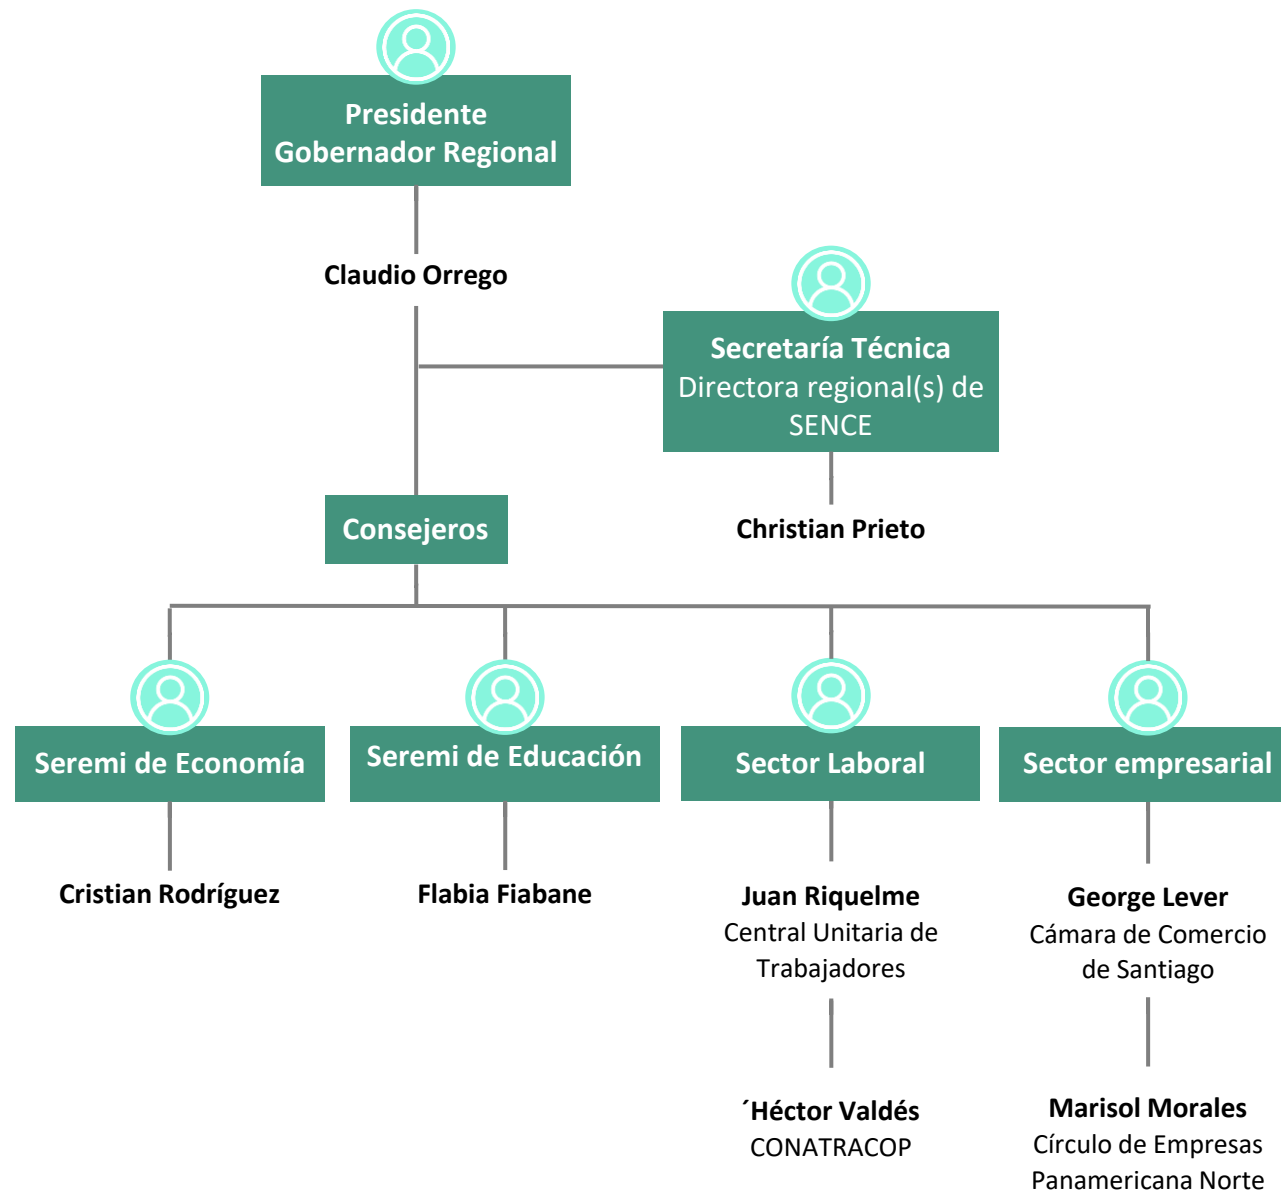 Presidente
Gobernador Regional
Claudio Orrego
Secretaría Técnica
Directora regional(s) de
SENCE
Christian Prieto
Consejeros
Seremi de Economía
Cristian Rodríguez
Seremi de Educación
Flabia Fiabane
Sector Laboral
Juan Riquelme
Central Unitaria de
Trabajadores
´Héctor Valdés
CONATRACOP
Sector empresarial
George Lever
Cámara de Comercio
de Santiago
Marisol Morales
Círculo de Empresas
Panamericana Norte